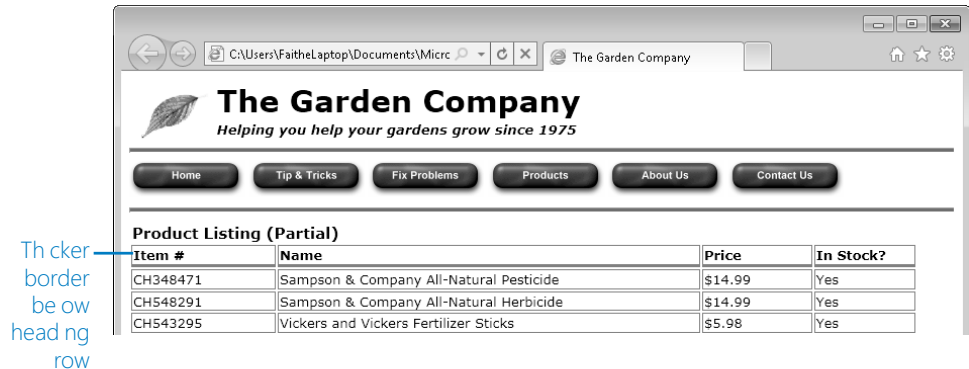 C:\Users\FaitheLaptop\Documents\Micrc
The Garden Company
The Garden Company
Helping you help your gardens grow since 1975
Home Tip & Tricks Fix Problems Products About Us Contact Us
Product Listing (Partial)
Item # Name Price In Stock?
CH348471 Sampson & Company All-Natural Pesticide $14.99 Yes
CH548291 Sampson & Company All-Natural Herbicide $14.99 Yes
CH543295 Vickers and Vickers Fertilizer Sticks $5.98 Yes
Th cker
border
be ow
head ng
row